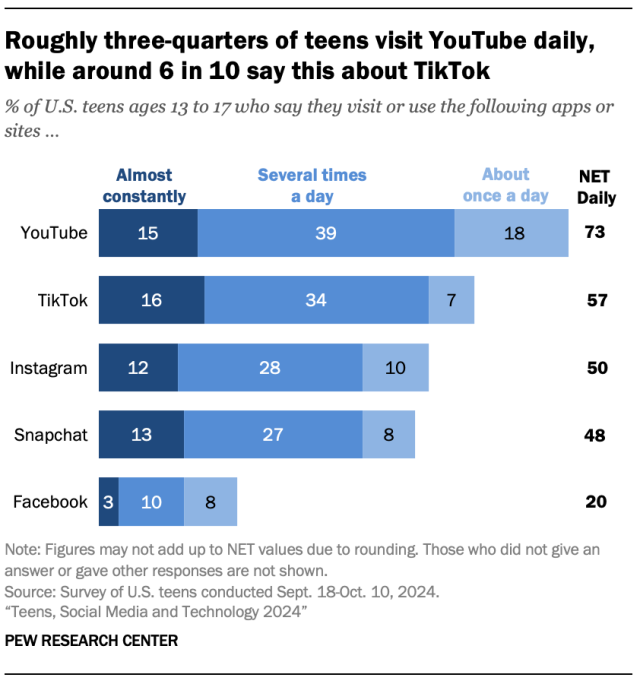 Roughly three-quarters of teens visit YouTube daily,
while around 6 in 10 say this about TikTok
% of U.S. teens ages 13 to 17 who say they visit or use the following apps or
sites ...
Almost constantly
Several times a day
About once a day
NET Daily
YouTube 15 39 18 73
TikTok 16 34 7 57
Instagram 12 28 10 50
Snapchat 13 27 8 48
Facebook 3 10 8 20
Note: Figures may not add up to NET values due to rounding. Those who did not give an
answer or gave other responses are not shown.
Source: Survey of U.S. teens conducted Sept. 18-Oct. 10, 2024.
“Teens, Social Media and Technology 2024”
PEW RESEARCH CENTER